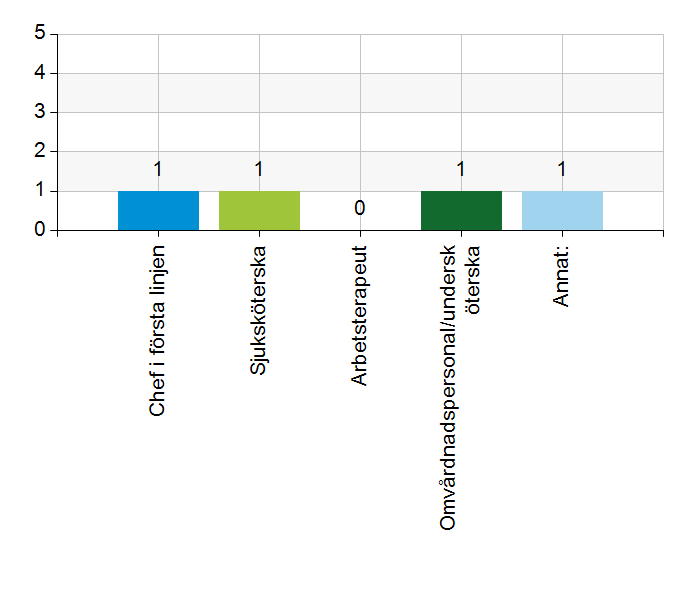 5
4
3
2
1
0
1
1
0
1
1
Chef i första linjen
Sjuksköterska
Arbetsterapeut
Omvårdnadspersonal/undersk
öterska
Annat: